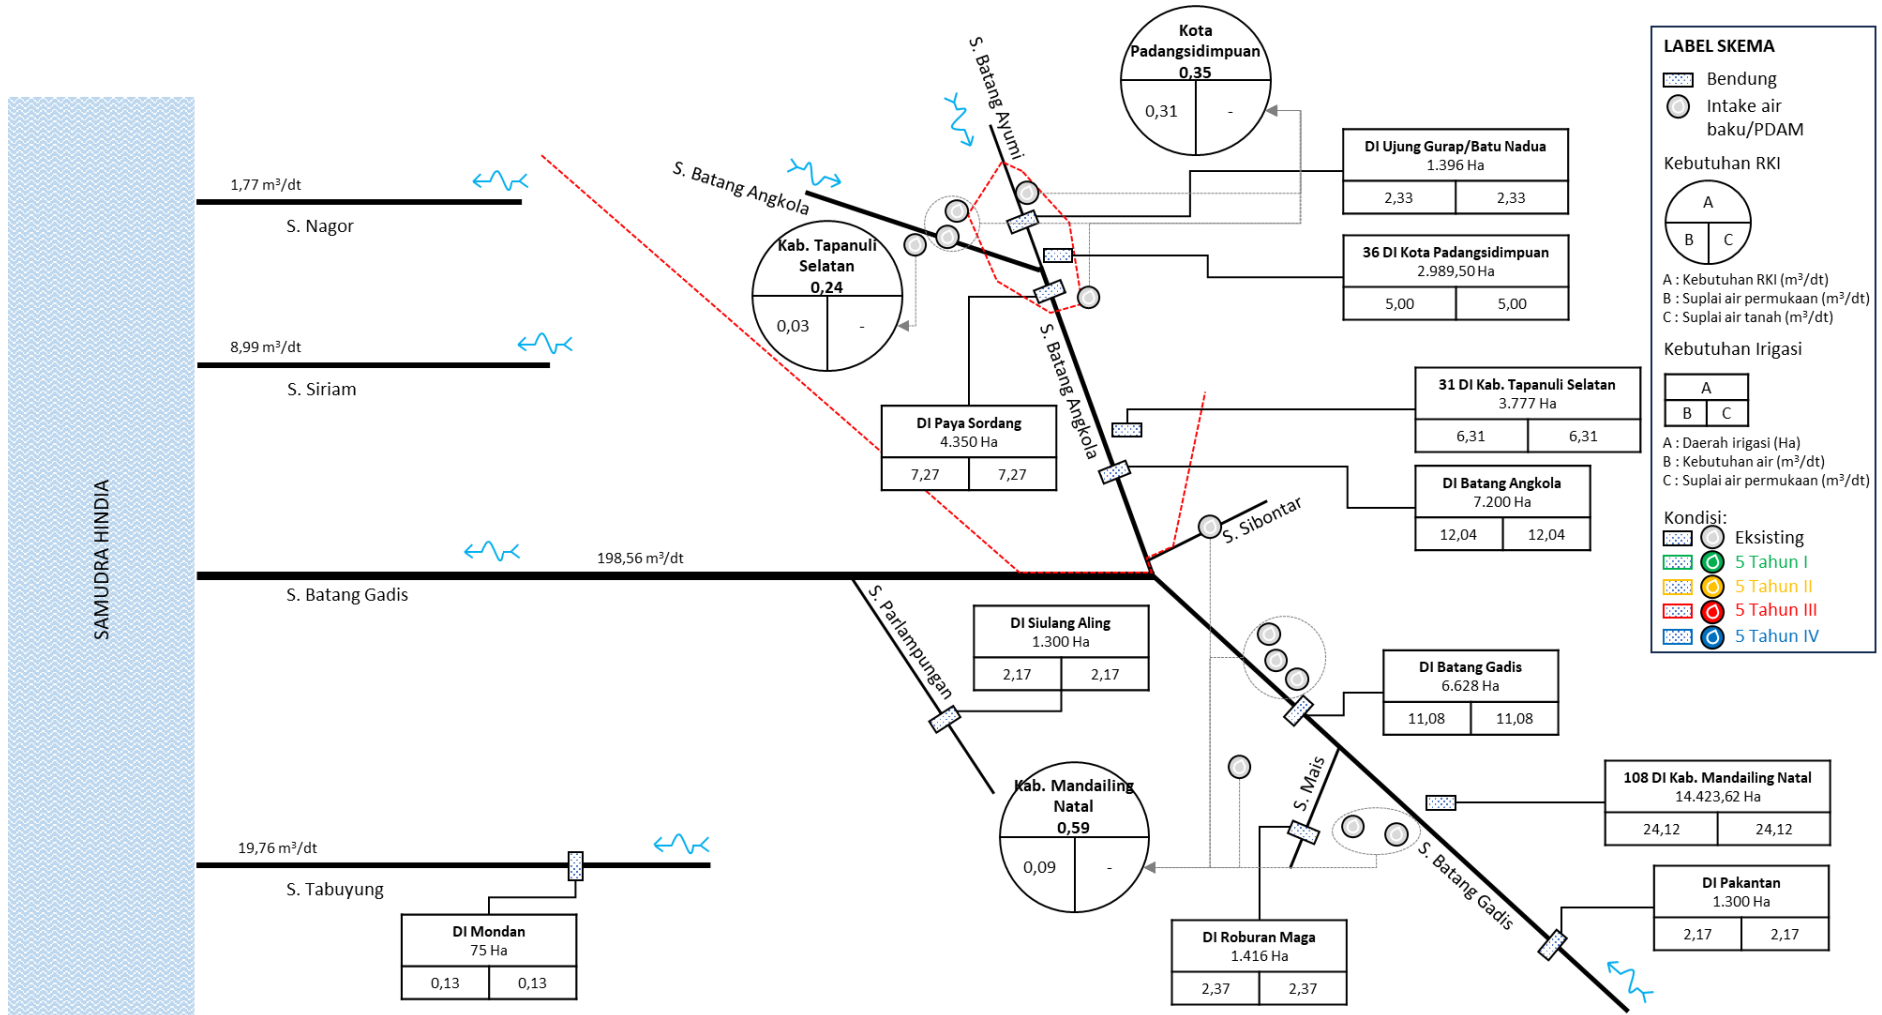 SAMUDRA HINDIA
1,77 m³/dt
S. Nagor
8,99 m³/dt
S. Siriam
198,56 m³/dt
S. Batang Gadis
19,76 m³/dt
S. Tabuyung
DI Mondan
75 Ha
0,13
0,13
S. Batang Ayumi
S. Batang Angkola
Kota
Padangsidimpuan
0,35
0,31
-
Kab. Tapanuli
Selatan
0,24
0,03
-
DI Ujung Gurap/Batu Nadua
1.396 Ha
2,33
2,33
36 DI Kota Padangsidimpuan
2.989,50 Ha
5,00
5,00
S. Batang Angkola
DI Paya Sordang
4.350 Ha
7,27
7,27
31 DI Kab. Tapanuli Selatan
3.777 Ha
6,31
6,31
DI Batang Angkola
7.200 Ha
12,04
12,04
S. Sibontar
S. Parlampungan
DI Siulang Aling
1.300 Ha
2,17
2,17
DI Batang Gadis
6.628 Ha
11,08
11,08
Kab. Mandailing
Natal
0,59
0,09
-
S. Mais
108 DI Kab. Mandailing Natal
14.423,62 Ha
24,12
24,12
S. Batang Gadis
DI Pakantan
1.300 Ha
2,17
2,17
DI Roburan Maga
1.416 Ha
2,37
2,37
LABEL SKEMA
Bendung
Intake air
baku/PDAM
Kebutuhan RKI
A
B
C
A : Kebutuhan RKI (m³/dt)
B : Suplai air permukaan (m³/dt)
C : Suplai air tanah (m³/dt)
Kebutuhan Irigasi
A
B
C
A : Daerah irigasi (Ha)
B : Kebutuhan air (m³/dt)
C : Suplai air permukaan (m³/dt)
Kondisi:
Eksisting
5 Tahun I
5 Tahun II
5 Tahun III
5 Tahun IV